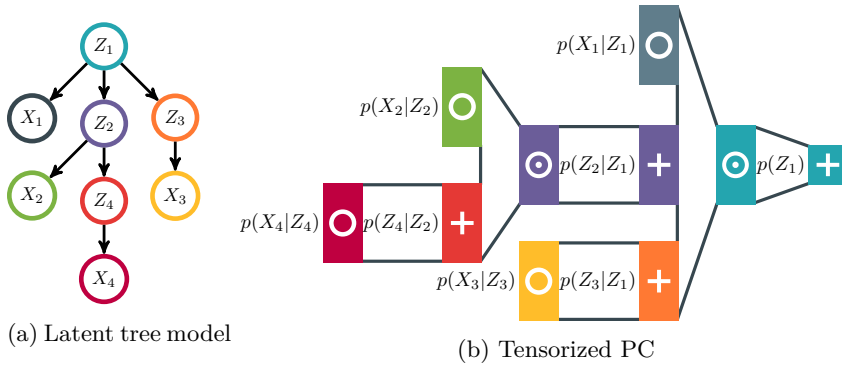 Z₁
X₁
Z₂
Z₃
X₂
Z₄
X₃
X₄
(a) Latent tree model
p(X₁|Z₁)
p(X₂|Z₂)
p(Z₂|Z₁)
+
p(Z₁)
+
p(X₄|Z₄)
p(Z₄|Z₂)
+
p(X₃|Z₃)
p(Z₃|Z₁)
+
(b) Tensorized PC